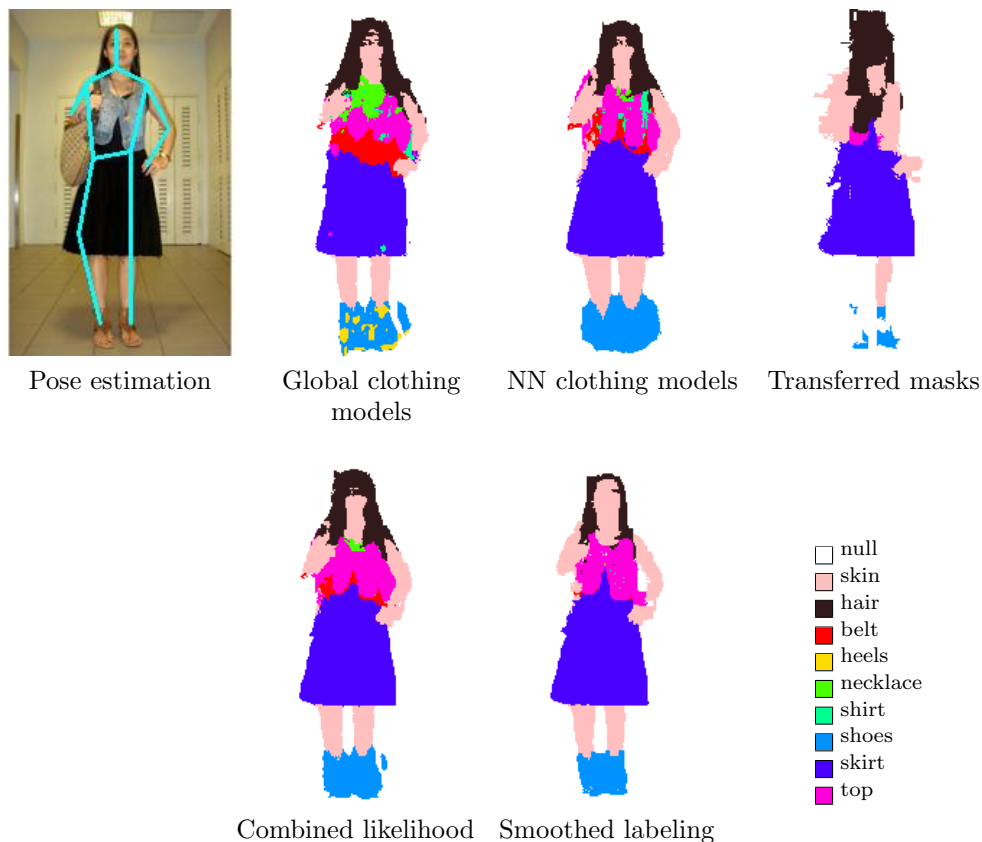 Pose estimation
Global clothing
models
NN clothing models
Transferred masks
Combined likelihood
Smoothed labeling
null
skin
hair
belt
heels
necklace
shirt
shoes
skirt
top